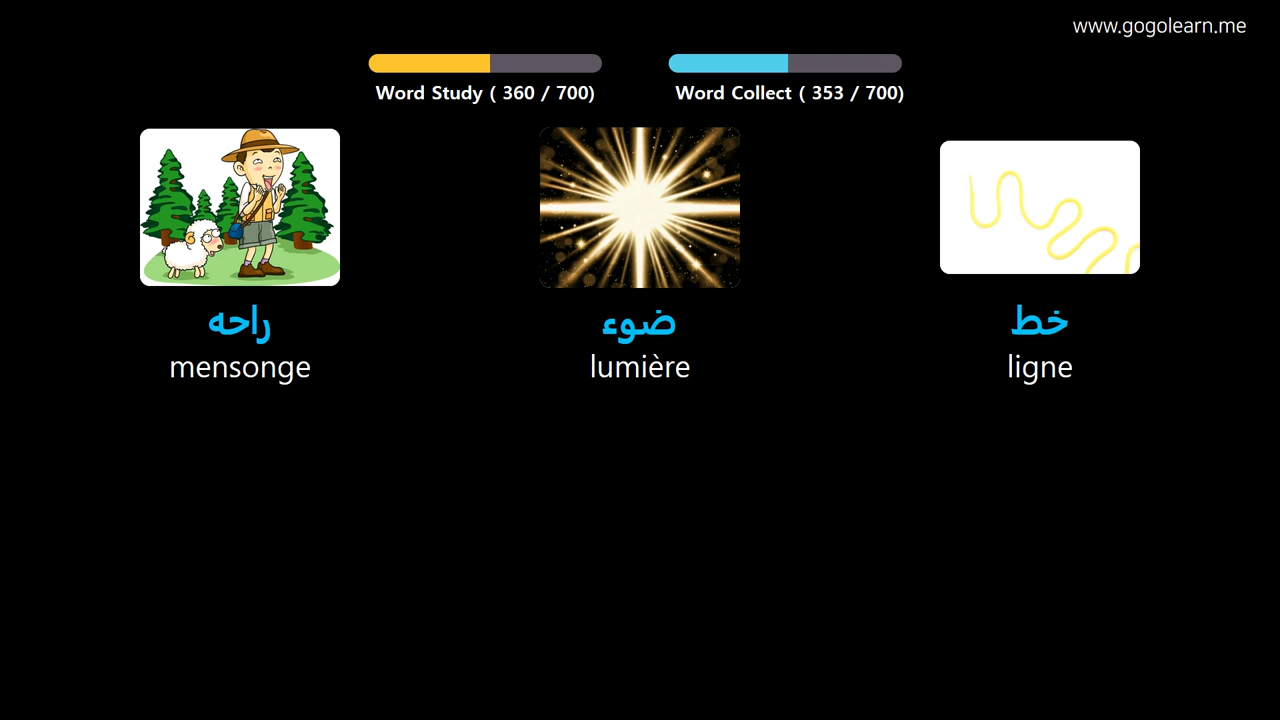 www.gogolearn.me
Word Study ( 360 / 700)
Word Collect ( 353 / 700)
راحه
mensonge
ضوء
lumière
خط
ligne